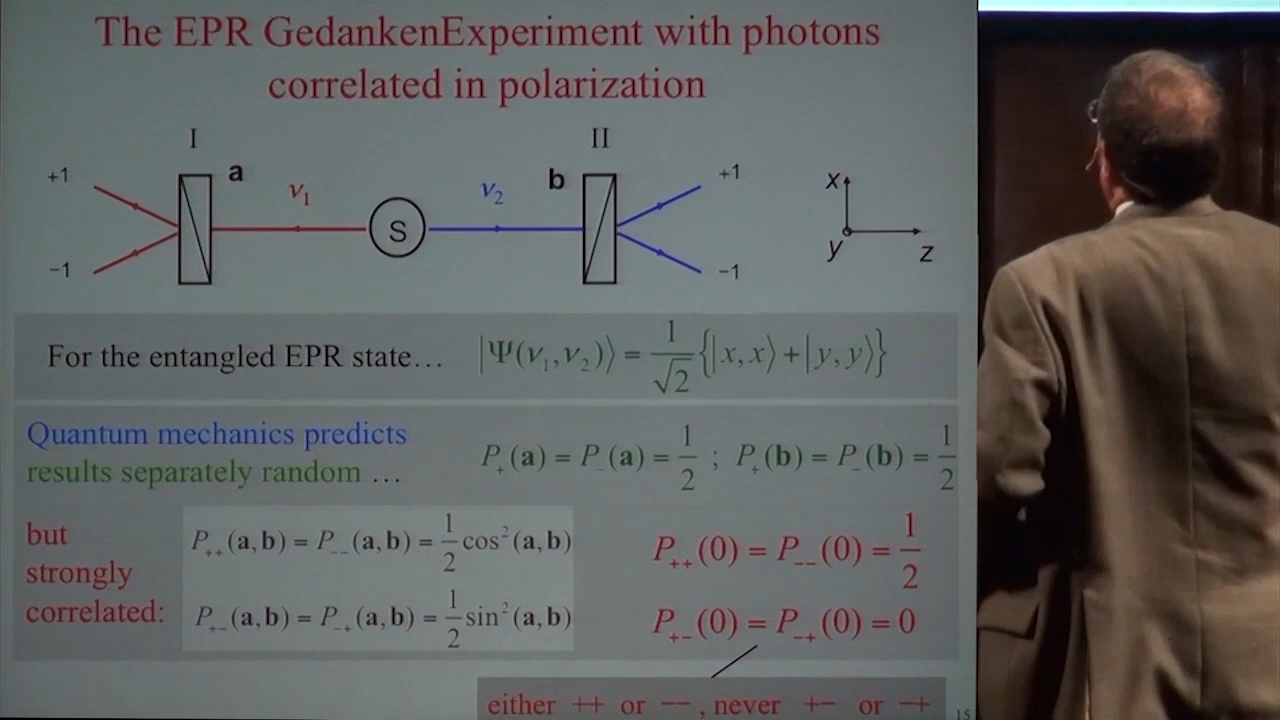 The EPR GedankenExperiment with photons
correlated in polarization
I II
+1 a ν₁ S ν₂ b +1
−1 −1
x
y z
For the entangled EPR state… |Ψ(ν₁,ν₂)⟩ = 1/√2 {|x,x⟩+|y,y⟩}
Quantum mechanics predicts
results separately random …
P₊(a) = P₋(a) = 1/2 ; P₊(b) = P₋(b) = 1/2
but
strongly
correlated:
P₊₊(a,b) = P₋₋(a,b) = 1/2 cos²(a,b)
P₊₋(a,b) = P₋₊(a,b) = 1/2 sin²(a,b)
P₊₊(0) = P₋₋(0) = 1/2
P₊₋(0) = P₋₊(0) = 0
either ++ or −− , never +− or −+
15